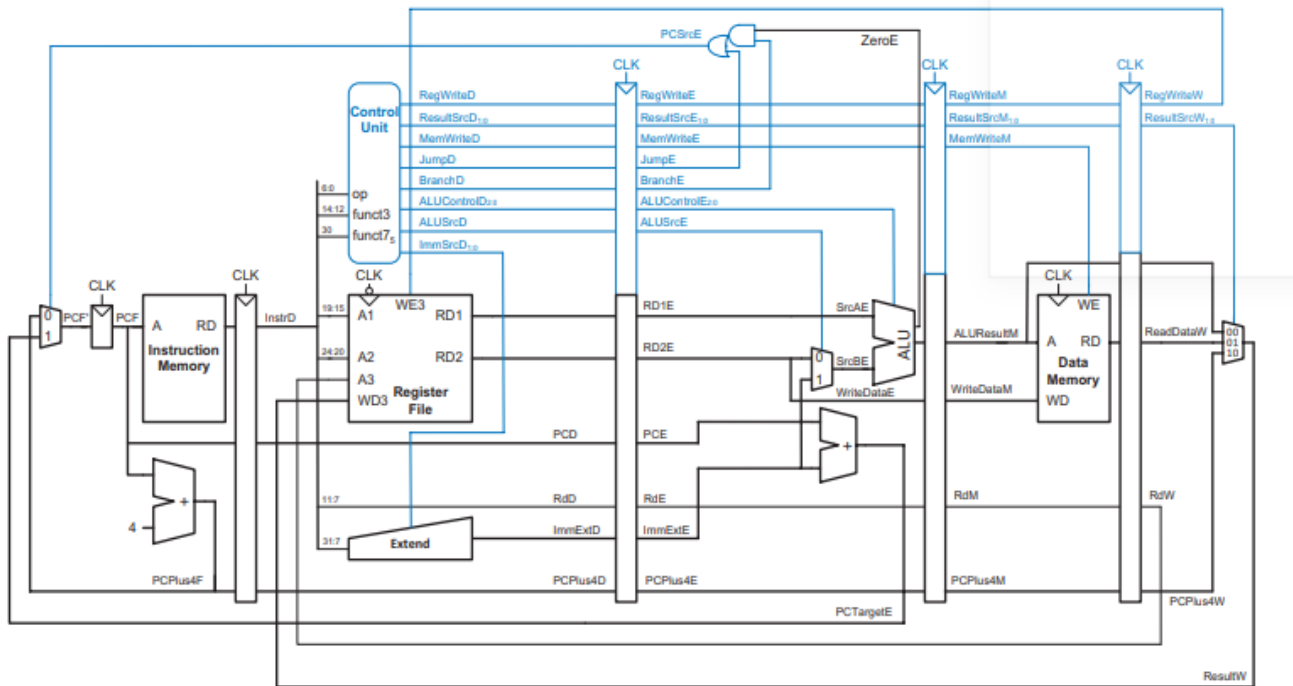 PCSrcE
ZeroE
CLK CLK CLK
Control
Unit
RegWriteD RegWriteE RegWriteM RegWriteW
ResultSrcD1:0 ResultSrcE1:0 ResultSrcM1:0 ResultSrcW1:0
MemWriteD MemWriteE MemWriteM
JumpD JumpE
BranchD BranchE
6:0 op
ALUControlD2:0 ALUControlE2:0
14:12 funct3
ALUSrcD ALUSrcE
30 funct75
ImmSrcD1:0
CLK CLK CLK CLK
0
1
PCF' PCF
A RD
Instruction
Memory
InstrD
19:15 A1 WE3 RD1 RD1E SrcAE
24:20 A2 RD2 RD2E 0
1
SrcBE
ALU
ALUResultM
A RD WE
Data
Memory
WD
ReadDataW
00
01
10
A3
WD3
Register
File
WriteDataE WriteDataM
PCD PCE
+
+
4
11:7 RdD RdE RdM RdW
31:7 Extend ImmExtD ImmExtE
PCPlus4F PCPlus4D PCPlus4E PCPlus4M PCPlus4W
PCTargetE
ResultW